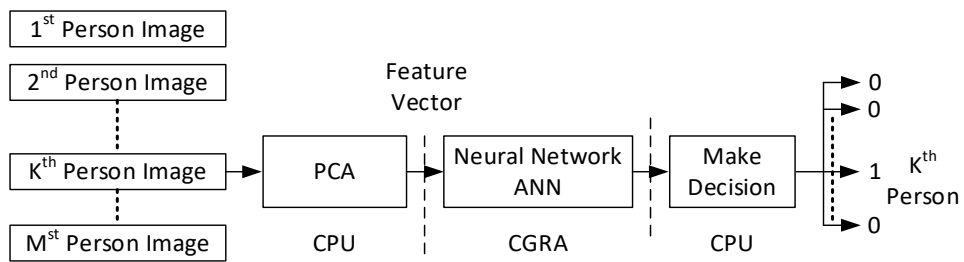 1st Person Image
2nd Person Image
Kth Person Image
Mst Person Image
PCA
CPU
Feature
Vector
Neural Network
ANN
CGRA
Make
Decision
CPU
0
0
1
0
Kth
Person